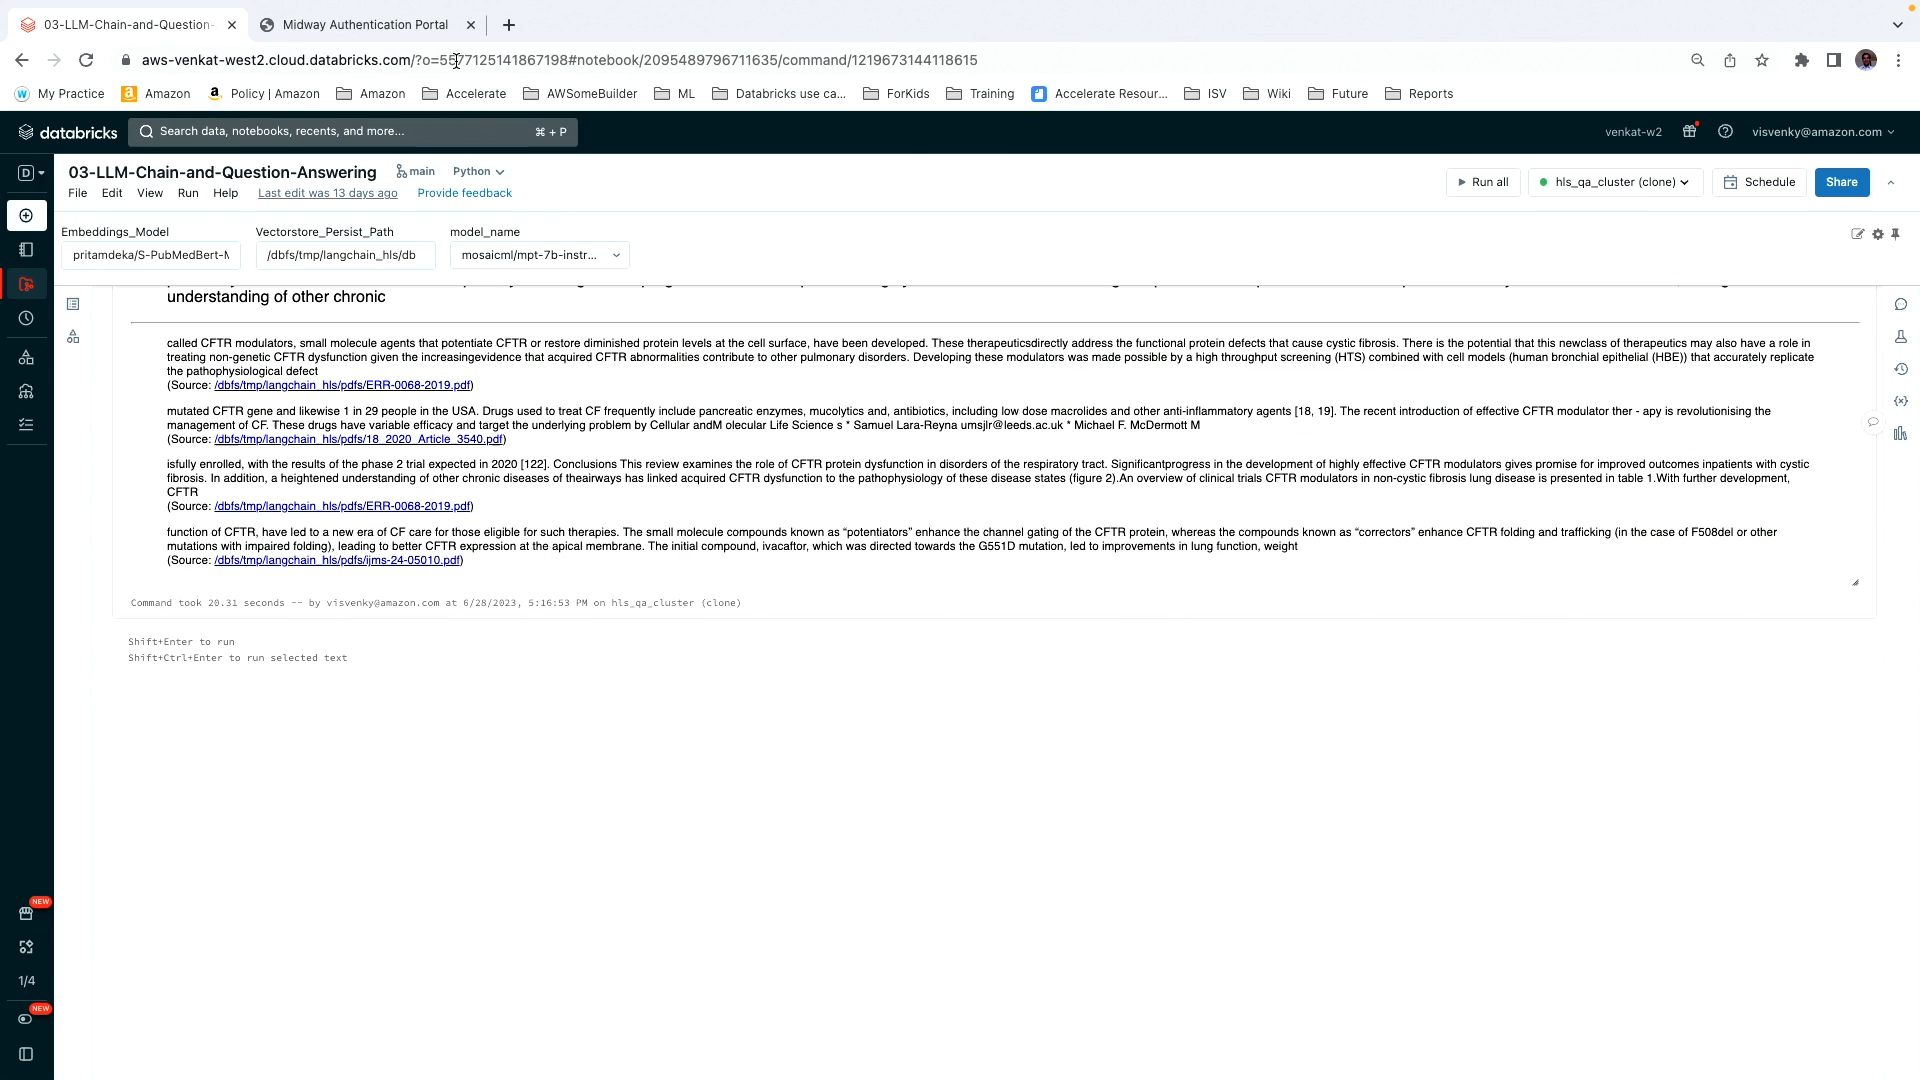 03-LLM-Chain-and-Question-
Midway Authentication Portal
aws-venkat-west2.cloud.databricks.com/?o=5577125141867198#notebook/2095489796711635/command/1219673144118615
My Practice Amazon Policy | Amazon Amazon Accelerate AWSomeBuilder ML Databricks use ca... ForKids Training Accelerate Resour... ISV Wiki Future Reports
databricks Search data, notebooks, recents, and more... ⌘ + P venkat-w2 visvenky@amazon.com
D 03-LLM-Chain-and-Question-Answering main Python
File Edit View Run Help Last edit was 13 days ago Provide feedback
Run all hls_qa_cluster (clone) Schedule Share
Embeddings_Model Vectorstore_Persist_Path model_name
pritamdeka/S-PubMedBert-M /dbfs/tmp/langchain_hls/db mosaicml/mpt-7b-instr...
understanding of other chronic
called CFTR modulators, small molecule agents that potentiate CFTR or restore diminished protein levels at the cell surface, have been developed. These therapeuticsdirectly address the functional protein defects that cause cystic fibrosis. There is the potential that this newclass of therapeutics may also have a role in
treating non-genetic CFTR dysfunction given the increasingevidence that acquired CFTR abnormalities contribute to other pulmonary disorders. Developing these modulators was made possible by a high throughput screening (HTS) combined with cell models (human bronchial epithelial (HBE)) that accurately replicate
the pathophysiological defect
(Source: /dbfs/tmp/langchain_hls/pdfs/ERR-0068-2019.pdf)
mutated CFTR gene and likewise 1 in 29 people in the USA. Drugs used to treat CF frequently include pancreatic enzymes, mucolytics and, antibiotics, including low dose macrolides and other anti-inflammatory agents [18, 19]. The recent introduction of effective CFTR modulator ther - apy is revolutionising the
management of CF. These drugs have variable efficacy and target the underlying problem by Cellular andM olecular Life Science s * Samuel Lara-Reyna umsjlr@leeds.ac.uk * Michael F. McDermott M
(Source: /dbfs/tmp/langchain_hls/pdfs/18_2020_Article_3540.pdf)
isfully enrolled, with the results of the phase 2 trial expected in 2020 [122]. Conclusions This review examines the role of CFTR protein dysfunction in disorders of the respiratory tract. Significantprogress in the development of highly effective CFTR modulators gives promise for improved outcomes inpatients with cystic
fibrosis. In addition, a heightened understanding of other chronic diseases of theairways has linked acquired CFTR dysfunction to the pathophysiology of these disease states (figure 2).An overview of clinical trials CFTR modulators in non-cystic fibrosis lung disease is presented in table 1.With further development,
CFTR
(Source: /dbfs/tmp/langchain_hls/pdfs/ERR-0068-2019.pdf)
function of CFTR, have led to a new era of CF care for those eligible for such therapies. The small molecule compounds known as “potentiators” enhance the channel gating of the CFTR protein, whereas the compounds known as “correctors” enhance CFTR folding and trafficking (in the case of F508del or other
mutations with impaired folding), leading to better CFTR expression at the apical membrane. The initial compound, ivacaftor, which was directed towards the G551D mutation, led to improvements in lung function, weight
(Source: /dbfs/tmp/langchain_hls/pdfs/ijms-24-05010.pdf)
Command took 20.31 seconds -- by visvenky@amazon.com at 6/28/2023, 5:16:53 PM on hls_qa_cluster (clone)
Shift+Enter to run
Shift+Ctrl+Enter to run selected text
NEW
1/4
NEW